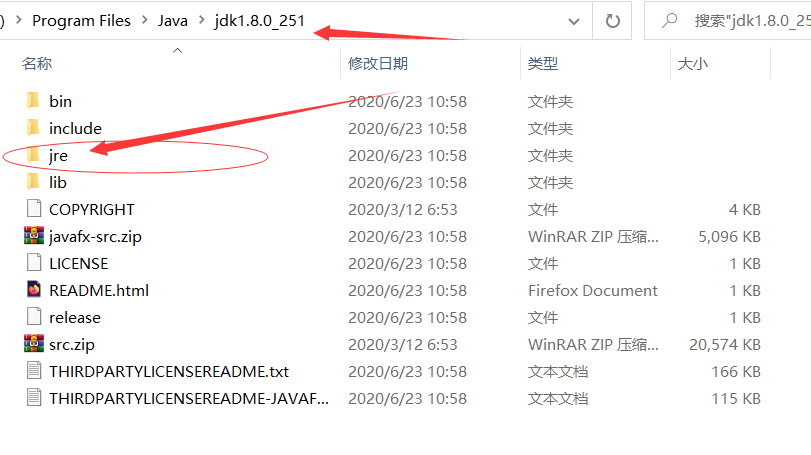 ) > Program Files > Java > jdk1.8.0_251 搜索"jdk1.8.0_25
名称 修改日期 类型 大小
bin 2020/6/23 10:58 文件夹
include 2020/6/23 10:58 文件夹
jre 2020/6/23 10:58 文件夹
lib 2020/6/23 10:58 文件夹
COPYRIGHT 2020/3/12 6:53 文件 4 KB
javafx-src.zip 2020/6/23 10:58 WinRAR ZIP 压缩... 5,096 KB
LICENSE 2020/6/23 10:58 文件 1 KB
README.html 2020/6/23 10:58 Firefox Document 1 KB
release 2020/6/23 10:58 文件 1 KB
src.zip 2020/3/12 6:53 WinRAR ZIP 压缩... 20,574 KB
THIRDPARTYLICENSEREADME.txt 2020/6/23 10:58 文本文档 166 KB
THIRDPARTYLICENSEREADME-JAVAF... 2020/6/23 10:58 文本文档 115 KB